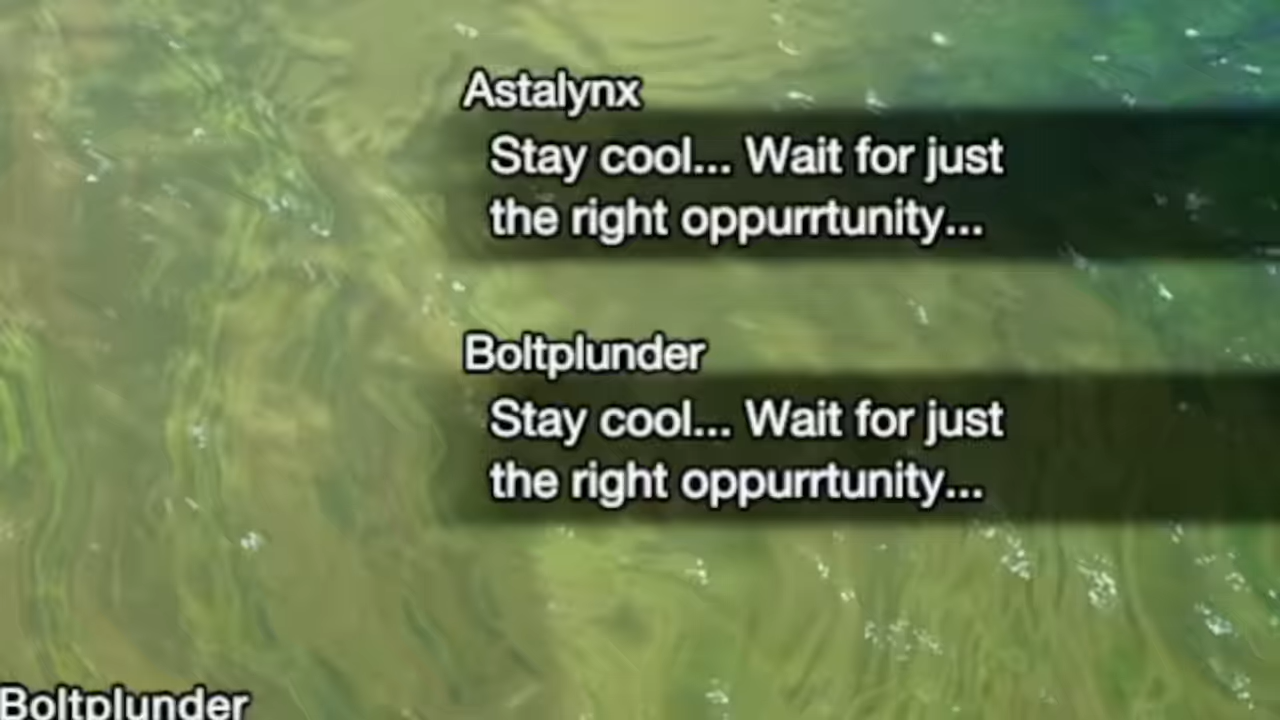 Astalynx
Stay cool... Wait for just
the right oppurrtunity...
Boltplunder
Stay cool... Wait for just
the right oppurrtunity...
Boltplunder